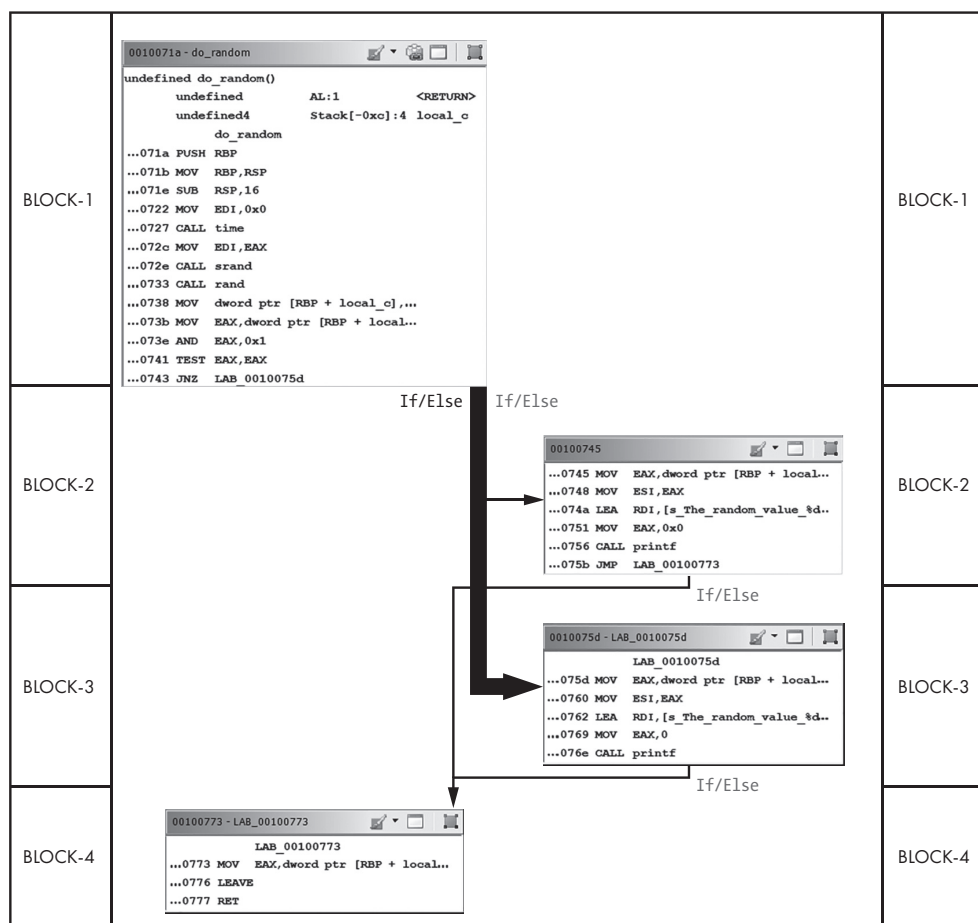 0010071a - do_random
undefined do_random()
undefined AL:1 <RETURN>
undefined4 Stack[-0xc]:4 local_c
do_random
...071a PUSH RBP
...071b MOV RBP,RSP
...071e SUB RSP,16
...0722 MOV EDI,0x0
...0727 CALL time
...072c MOV EDI,EAX
...072e CALL srand
...0733 CALL rand
...0738 MOV dword ptr [RBP + local_c],...
...073b MOV EAX,dword ptr [RBP + local...
...073e AND EAX,0x1
...0741 TEST EAX,EAX
...0743 JNZ LAB_0010075d
BLOCK-1
BLOCK-1
If/Else If/Else
00100745
...0745 MOV EAX,dword ptr [RBP + local...
...0748 MOV ESI,EAX
...074a LEA RDI,[s_The_random_value_%d..
...0751 MOV EAX,0x0
...0756 CALL printf
...075b JMP LAB_00100773
BLOCK-2
BLOCK-2
If/Else
0010075d - LAB_0010075d
LAB_0010075d
...075d MOV EAX,dword ptr [RBP + local...
...0760 MOV ESI,EAX
...0762 LEA RDI,[s_The_random_value_%d...
...0769 MOV EAX,0
...076e CALL printf
BLOCK-3
BLOCK-3
If/Else
00100773 - LAB_00100773
LAB_00100773
...0773 MOV EAX,dword ptr [RBP + local...
...0776 LEAVE
...0777 RET
BLOCK-4
BLOCK-4